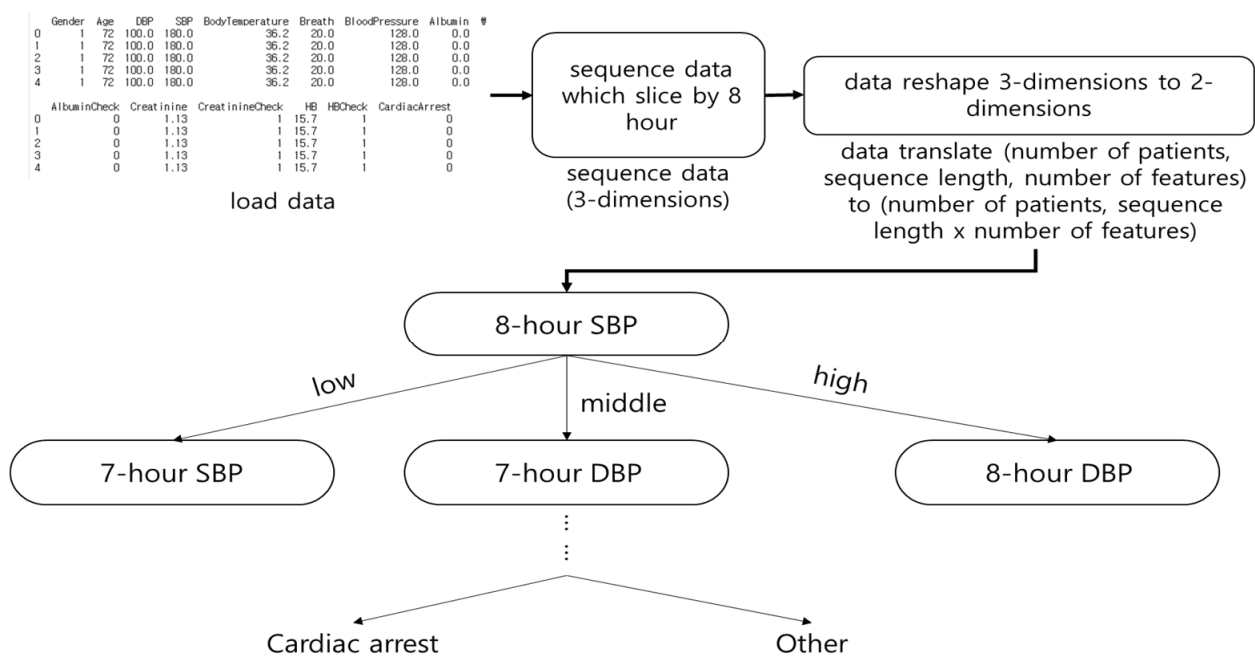 Gender Age DBP SBP BodyTemperature Breath BloodPressure Albumin ₩
0 1 72 100.0 180.0 36.2 20.0 128.0 0.0
1 1 72 100.0 180.0 36.2 20.0 128.0 0.0
2 1 72 100.0 180.0 36.2 20.0 128.0 0.0
3 1 72 100.0 180.0 36.2 20.0 128.0 0.0
4 1 72 100.0 180.0 36.2 20.0 128.0 0.0
AlbuminCheck Creatinine CreatinineCheck HB HBCheck CardiacArrest
0 0 1.13 1 15.7 1 0
1 0 1.13 1 15.7 1 0
2 0 1.13 1 15.7 1 0
3 0 1.13 1 15.7 1 0
4 0 1.13 1 15.7 1 0
load data
sequence data
which slice by 8
hour
sequence data
(3-dimensions)
data reshape 3-dimensions to 2-
dimensions
data translate (number of patients,
sequence length, number of features)
to (number of patients, sequence
length x number of features)
8-hour SBP
low
middle
high
7-hour SBP
7-hour DBP
8-hour DBP
Cardiac arrest
Other